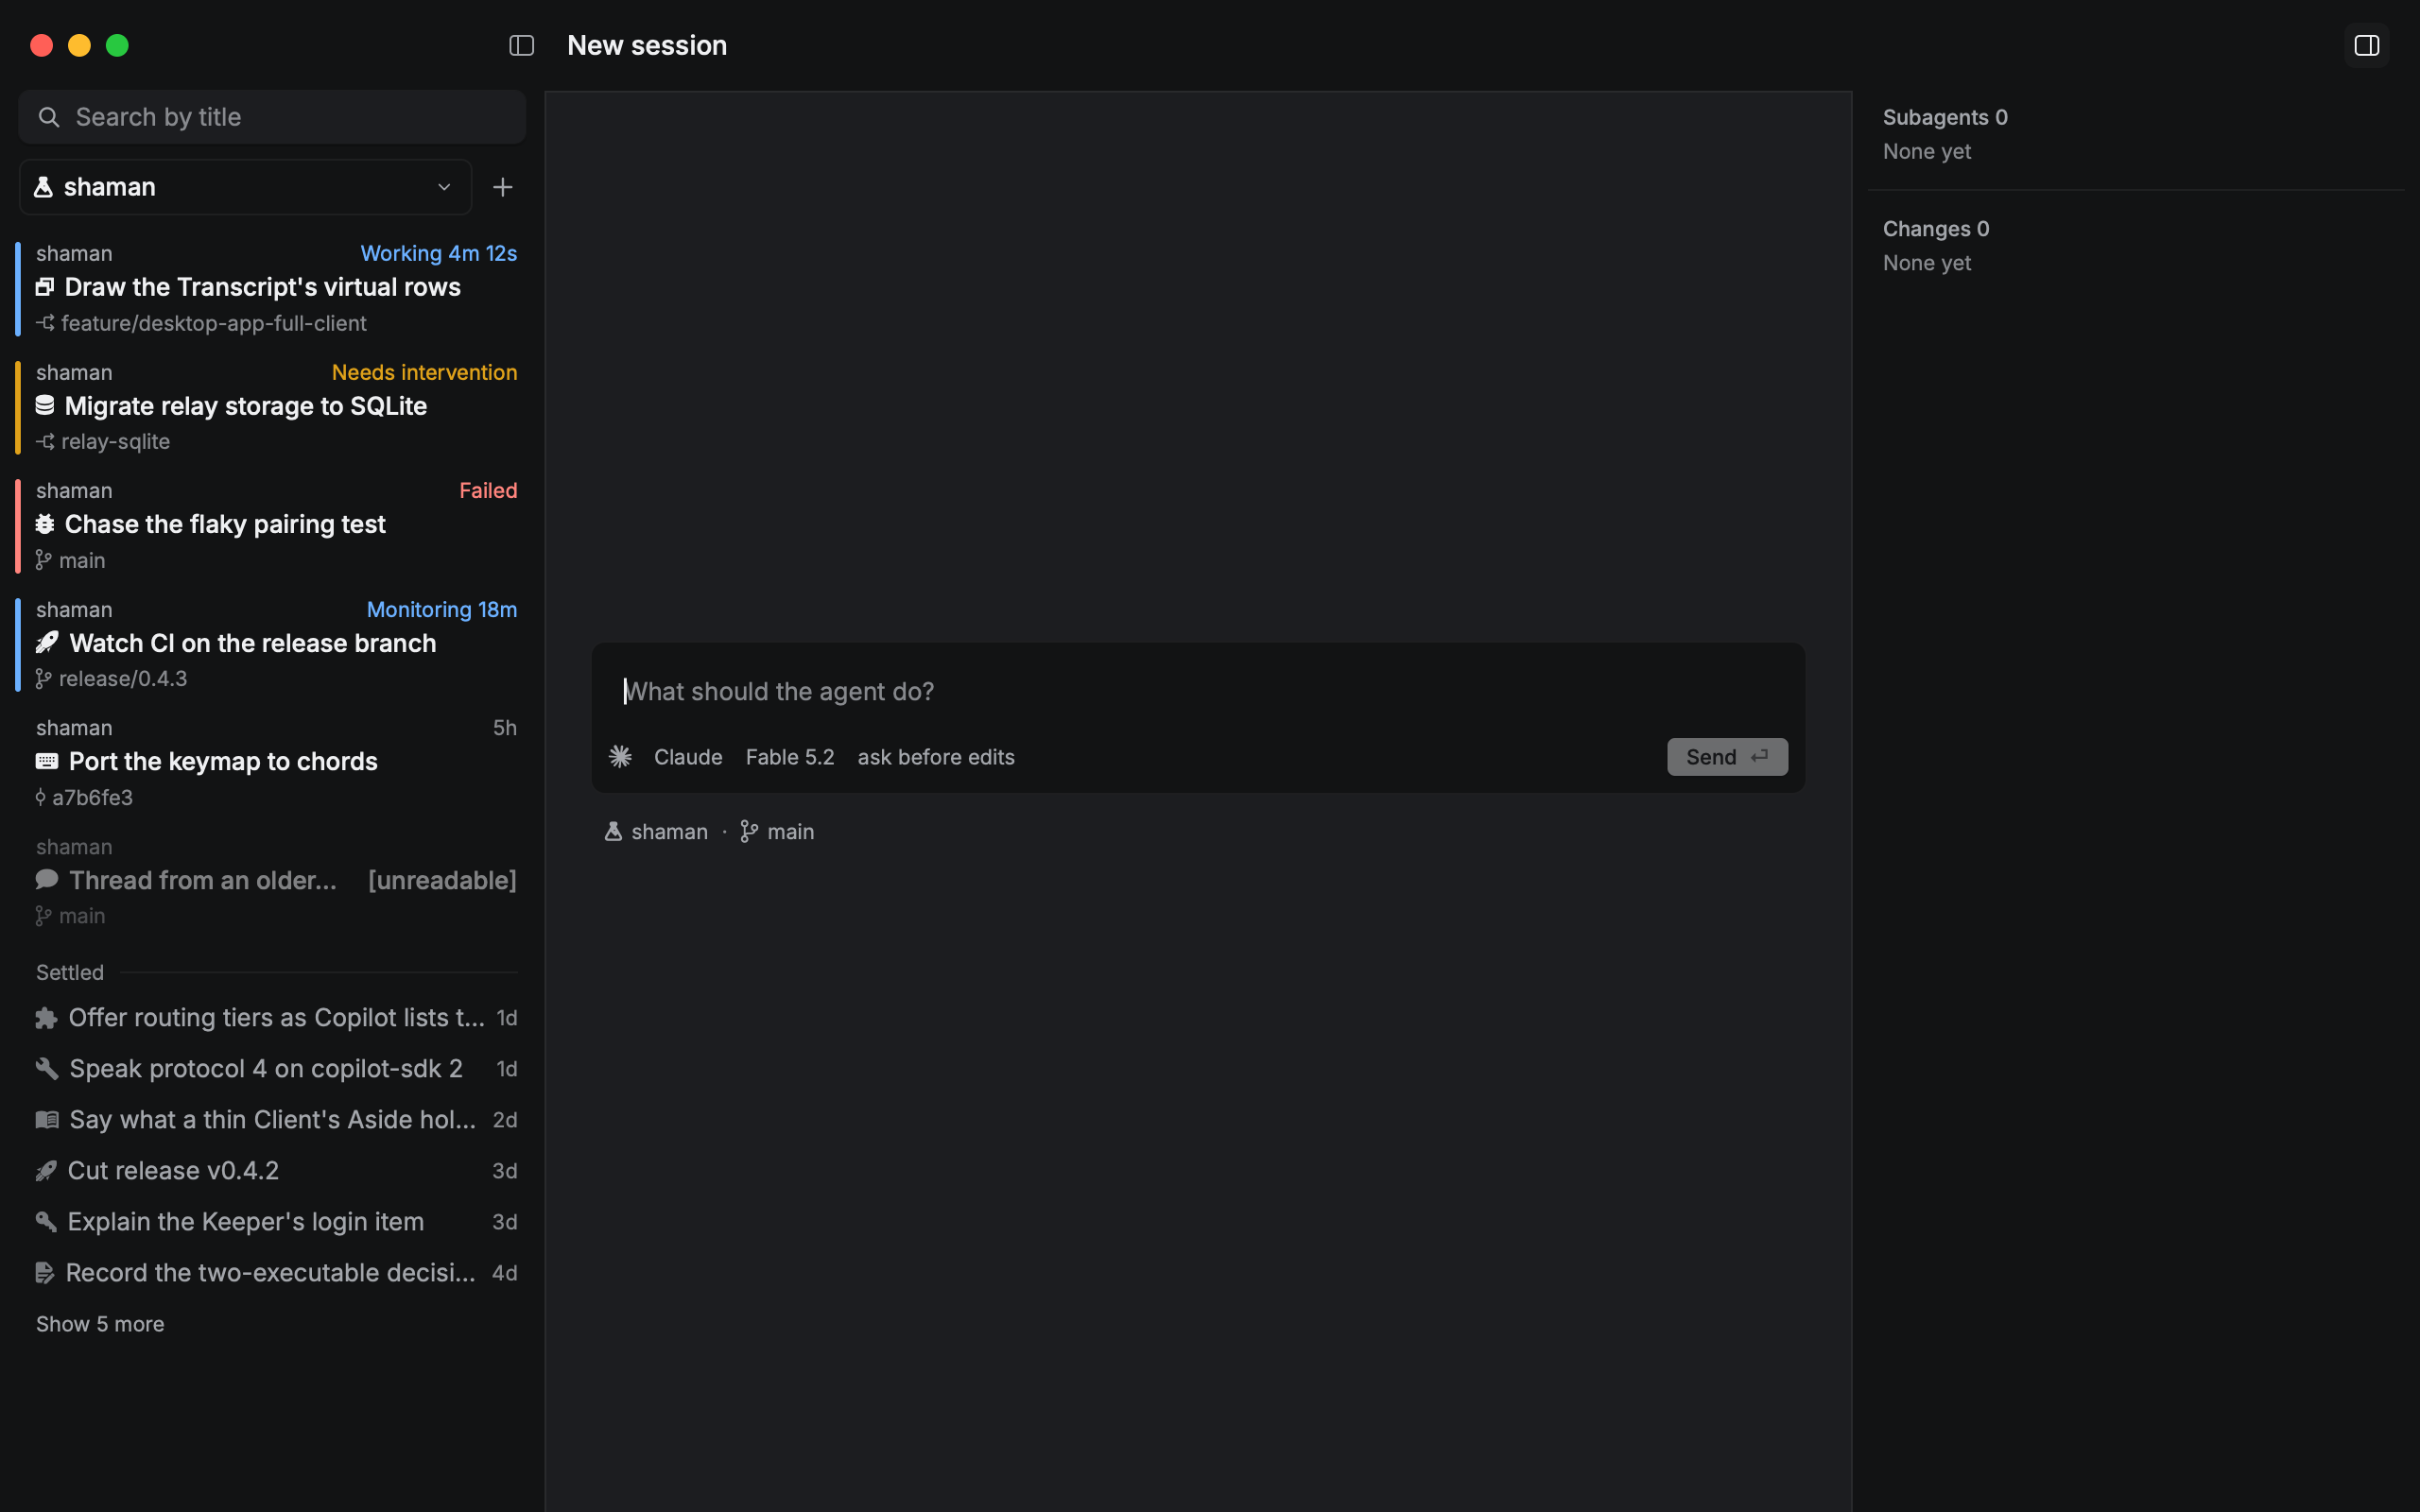 New session
Search by title
shaman
shaman Working 4m 12s
Draw the Transcript's virtual rows
feature/desktop-app-full-client
shaman Needs intervention
Migrate relay storage to SQLite
relay-sqlite
shaman Failed
Chase the flaky pairing test
main
shaman Monitoring 18m
Watch CI on the release branch
release/0.4.3
shaman 5h
Port the keymap to chords
a7b6fe3
shaman
Thread from an older... [unreadable]
main
Settled
Offer routing tiers as Copilot lists t... 1d
Speak protocol 4 on copilot-sdk 2 1d
Say what a thin Client's Aside hol... 2d
Cut release v0.4.2 3d
Explain the Keeper's login item 3d
Record the two-executable decisi... 4d
Show 5 more
What should the agent do?
Claude Fable 5.2 ask before edits Send
shaman · main
Subagents 0
None yet
Changes 0
None yet